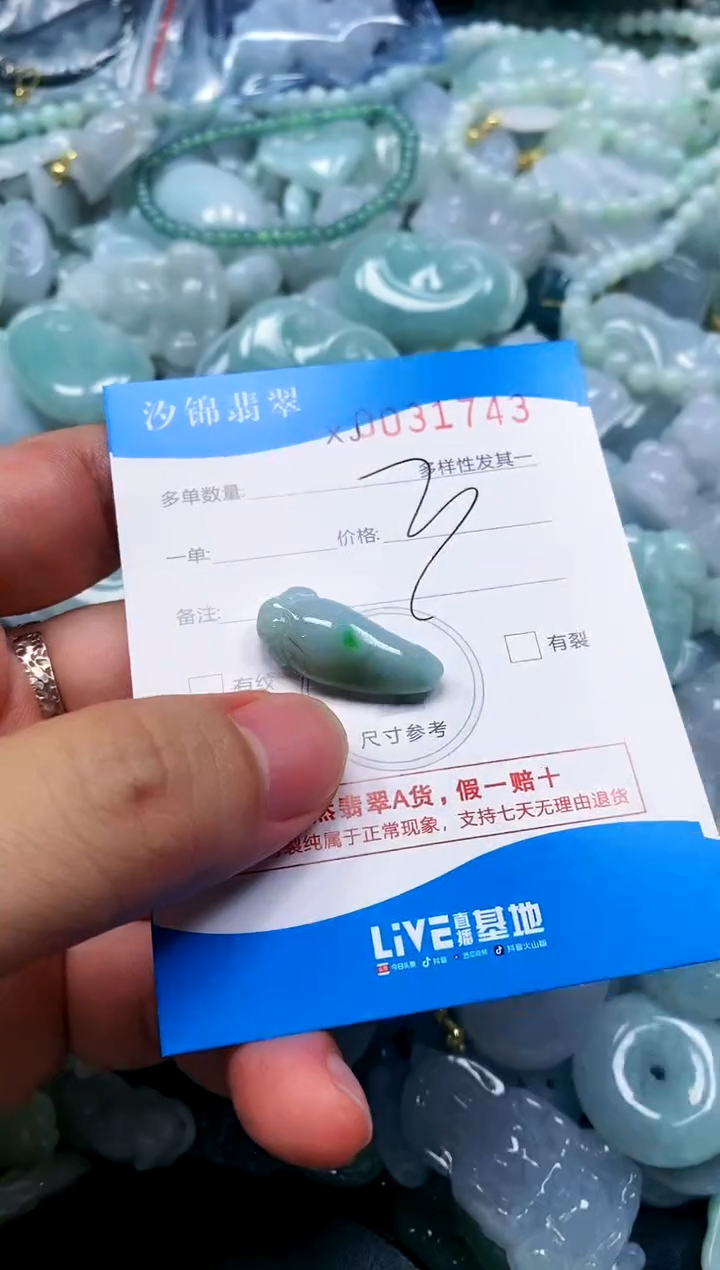 汐锦翡翠
XJ0031743
多样性发其一
多单数量:
一单:
价格:
备注:
有纹
有裂
尺寸参考
翡翠A货，假一赔十
裂纯属于正常现象，支持七天无理由退货
LIVE直播基地
今日头条 抖音 西瓜视频 抖音火山版